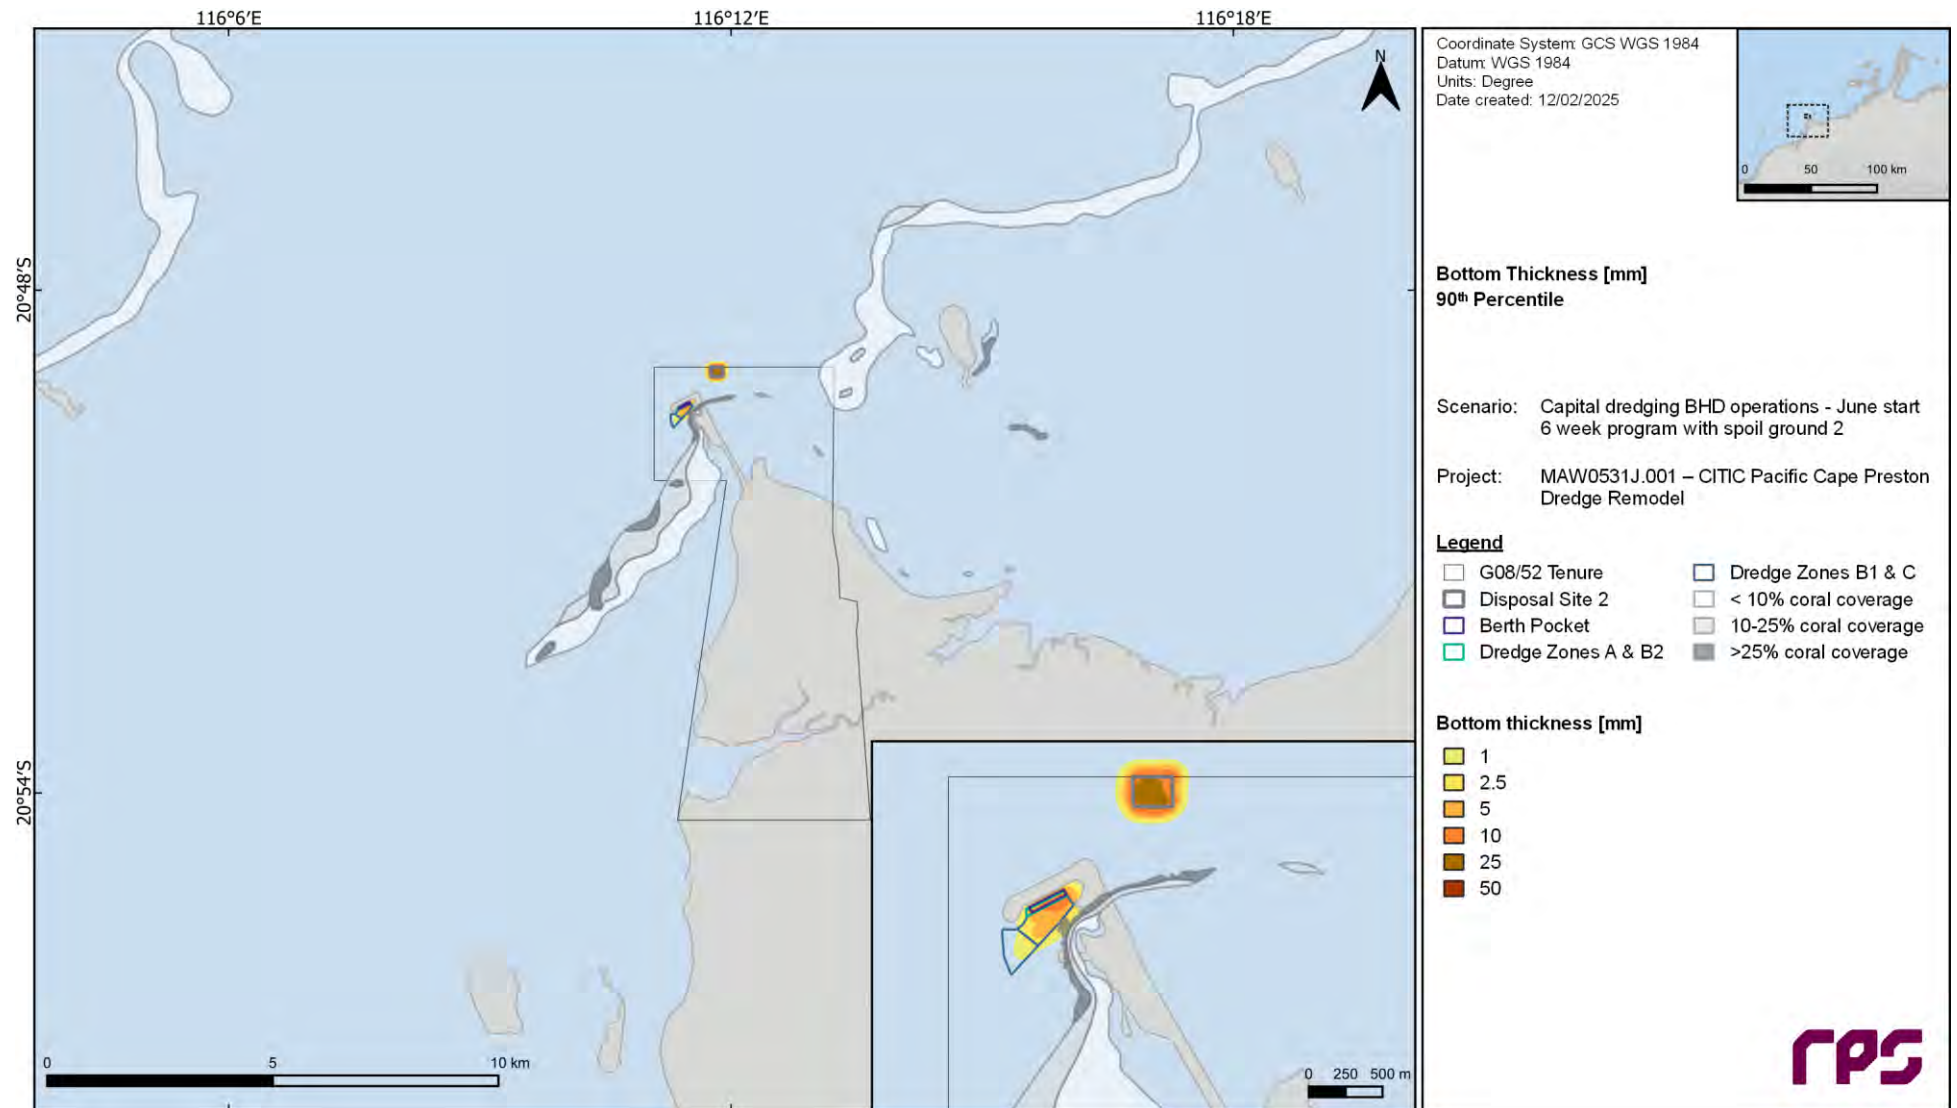 116°6′E
116°12′E
116°18′E
20°48′S
20°54′S
N
0 5 10 km
0 250 500 m
Coordinate System: GCS WGS 1984
Datum: WGS 1984
Units: Degree
Date created: 12/02/2025
0 50 100 km
Bottom Thickness [mm]
90th Percentile
Scenario: Capital dredging BHD operations - June start
6 week program with spoil ground 2
Project: MAW0531J.001 – CITIC Pacific Cape Preston
Dredge Remodel
Legend
G08/52 Tenure
Disposal Site 2
Berth Pocket
Dredge Zones A & B2
Dredge Zones B1 & C
< 10% coral coverage
10-25% coral coverage
>25% coral coverage
Bottom thickness [mm]
1
2.5
5
10
25
50
rps